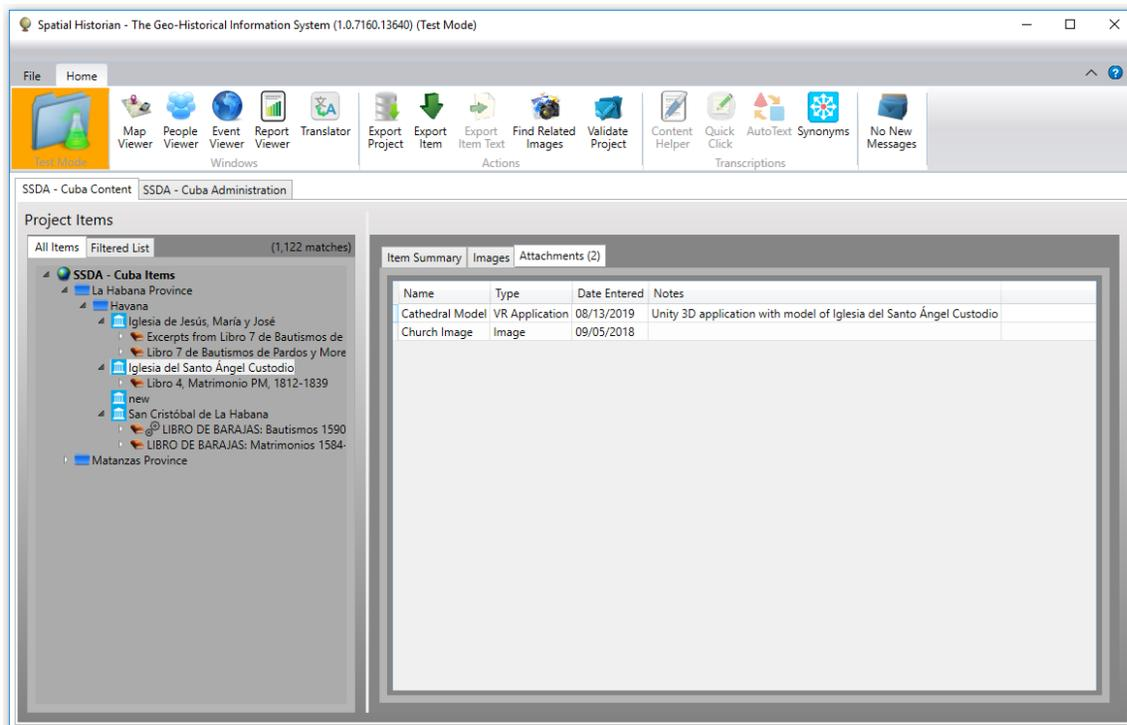 Spatial Historian - The Geo-Historical Information System (1.0.7160.13640) (Test Mode)
File Home
Test Mode
Map Viewer
People Viewer
Event Viewer
Report Viewer
Translator
Windows
Export Project
Export Item
Export Item Text
Find Related Images
Validate Project
Actions
Content Helper
Quick Click
AutoText
Synonyms
Transcriptions
No New Messages
SSDA - Cuba Content SSDA - Cuba Administration
Project Items
All Items Filtered List (1,122 matches)
SSDA - Cuba Items
La Habana Province
Havana
Iglesia de Jesús, María y José
Excerpts from Libro 7 de Bautismos de
Libro 7 de Bautismos de Pardos y More
Iglesia del Santo Ángel Custodio
Libro 4, Matrimonio PM, 1812-1839
new
San Cristóbal de La Habana
LIBRO DE BARAJAS: Bautismos 1590
LIBRO DE BARAJAS: Matrimonios 1584-
Matanzas Province
Item Summary Images Attachments (2)
Name Type Date Entered Notes
Cathedral Model VR Application 08/13/2019 Unity 3D application with model of Iglesia del Santo Ángel Custodio
Church Image Image 09/05/2018